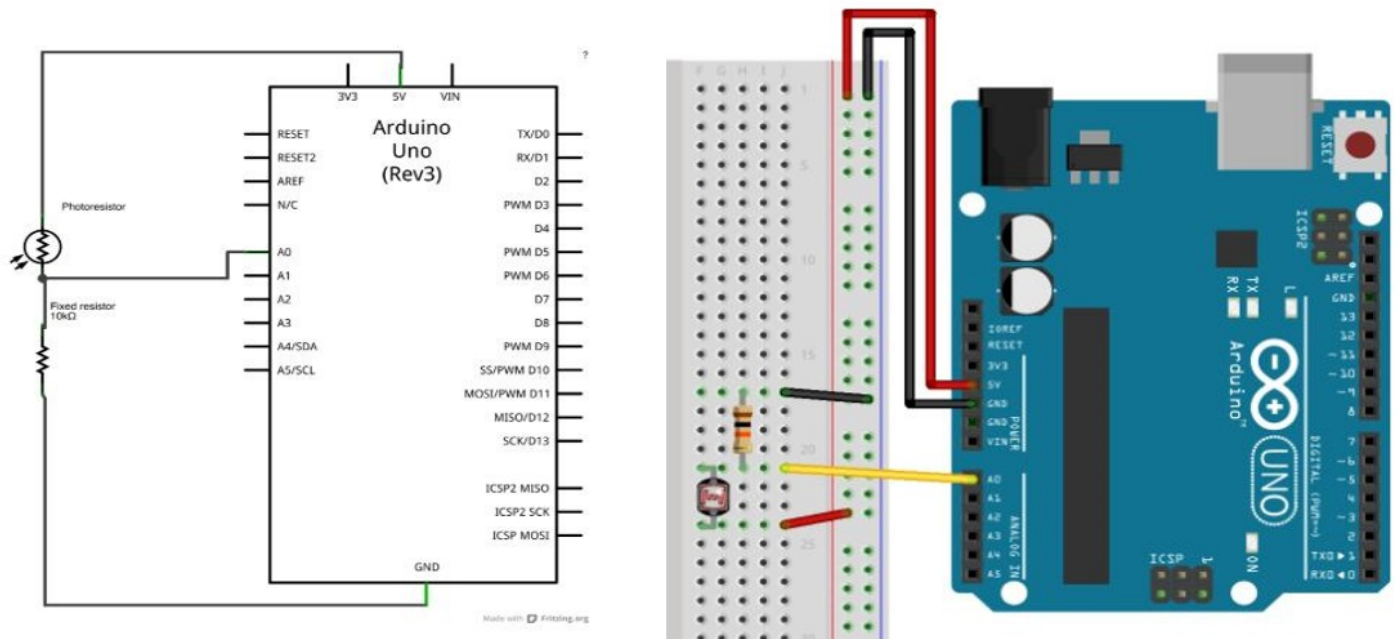 ?
3V3 5V VIN
Arduino
Uno
(Rev3)
RESET
RESET2
AREF
N/C
A0
A1
A2
A3
A4/SDA
A5/SCL
TX/D0
RX/D1
D2
PWM D3
D4
PWM D5
PWM D6
D7
D8
PWM D9
SS/PWM D10
MOSI/PWM D11
MISO/D12
SCK/D13
ICSP2 MISO
ICSP2 SCK
ICSP MOSI
GND
Photoresistor
Fixed resistor
10kΩ
Made with Fritzing.org
F G H I J
1
5
10
15
20
25
30
RESET
ICSP2
IOREF
RESET
3V3
5V
GND
GND
VIN
POWER
A0
A1
A2
A3
A4
A5
ANALOG IN
RX
TX
L
Arduino™
UNO
ON
ICSP
1
AREF
GND
13
12
~11
~10
~9
8
7
~6
~5
4
~3
2
TX0►1
RX0◄0
DIGITAL (PWM=~)